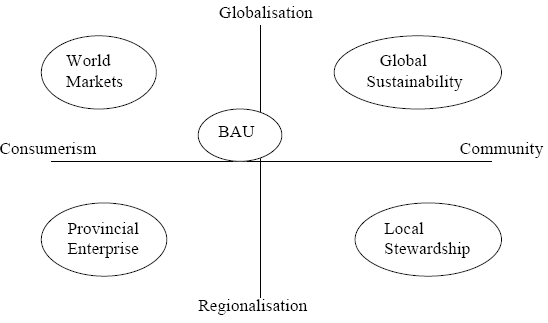 Globalisation
World
Markets
Global
Sustainability
BAU
Consumerism
Community
Provincial
Enterprise
Local
Stewardship
Regionalisation